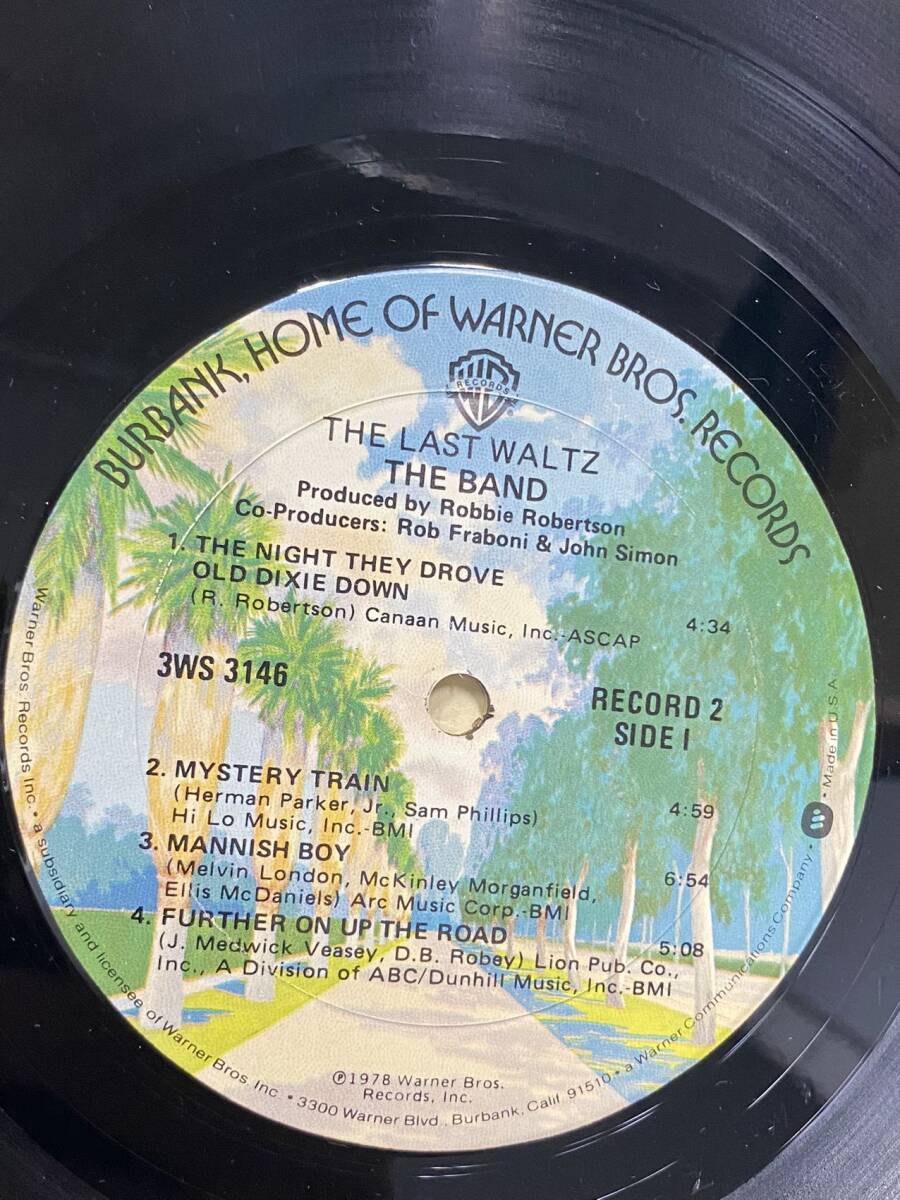 BURBANK, HOME OF WARNER BROS. RECORDS
RECORDS
THE LAST WALTZ
THE BAND
Produced by Robbie Robertson
Co-Producers: Rob Fraboni & John Simon
1. THE NIGHT THEY DROVE
OLD DIXIE DOWN
(R. Robertson) Canaan Music, Inc.-ASCAP 4:34
3WS 3146
RECORD 2
SIDE I
2. MYSTERY TRAIN
(Herman Parker, Jr., Sam Phillips) 4:59
Hi Lo Music, Inc.-BMI
3. MANNISH BOY
(Melvin London, McKinley Morganfield, 6:54
Ellis McDaniels) Arc Music Corp.-BMI
4. FURTHER ON UP THE ROAD 5:08
(J. Medwick Veasey, D.B. Robey) Lion Pub. Co.,
Inc., A Division of ABC/Dunhill Music, Inc.-BMI
℗1978 Warner Bros.
Records, Inc.
Warner Bros. Records Inc. • a subsidiary and licensee of Warner Bros. Inc. • 3300 Warner Blvd., Burbank, Calif. 91510 • a Warner Communications Company • Made in U.S.A.